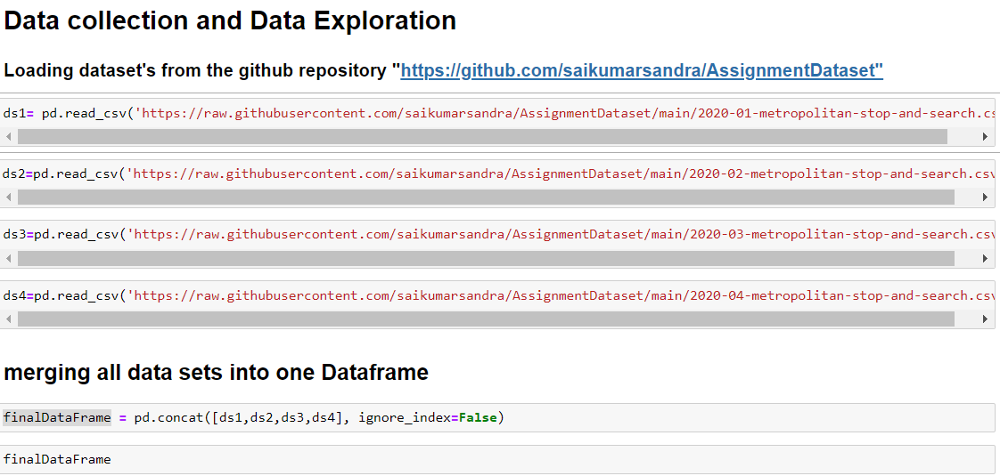 Data collection and Data Exploration
Loading dataset's from the github repository "https://github.com/saikumarsandra/AssignmentDataset"
ds1= pd.read_csv('https://raw.githubusercontent.com/saikumarsandra/AssignmentDataset/main/2020-01-metropolitan-stop-and-search.cs
ds2=pd.read_csv('https://raw.githubusercontent.com/saikumarsandra/AssignmentDataset/main/2020-02-metropolitan-stop-and-search.csv
ds3=pd.read_csv('https://raw.githubusercontent.com/saikumarsandra/AssignmentDataset/main/2020-03-metropolitan-stop-and-search.csv
ds4=pd.read_csv('https://raw.githubusercontent.com/saikumarsandra/AssignmentDataset/main/2020-04-metropolitan-stop-and-search.csv
merging all data sets into one Dataframe
finalDataFrame = pd.concat([ds1,ds2,ds3,ds4], ignore_index=False)
finalDataFrame